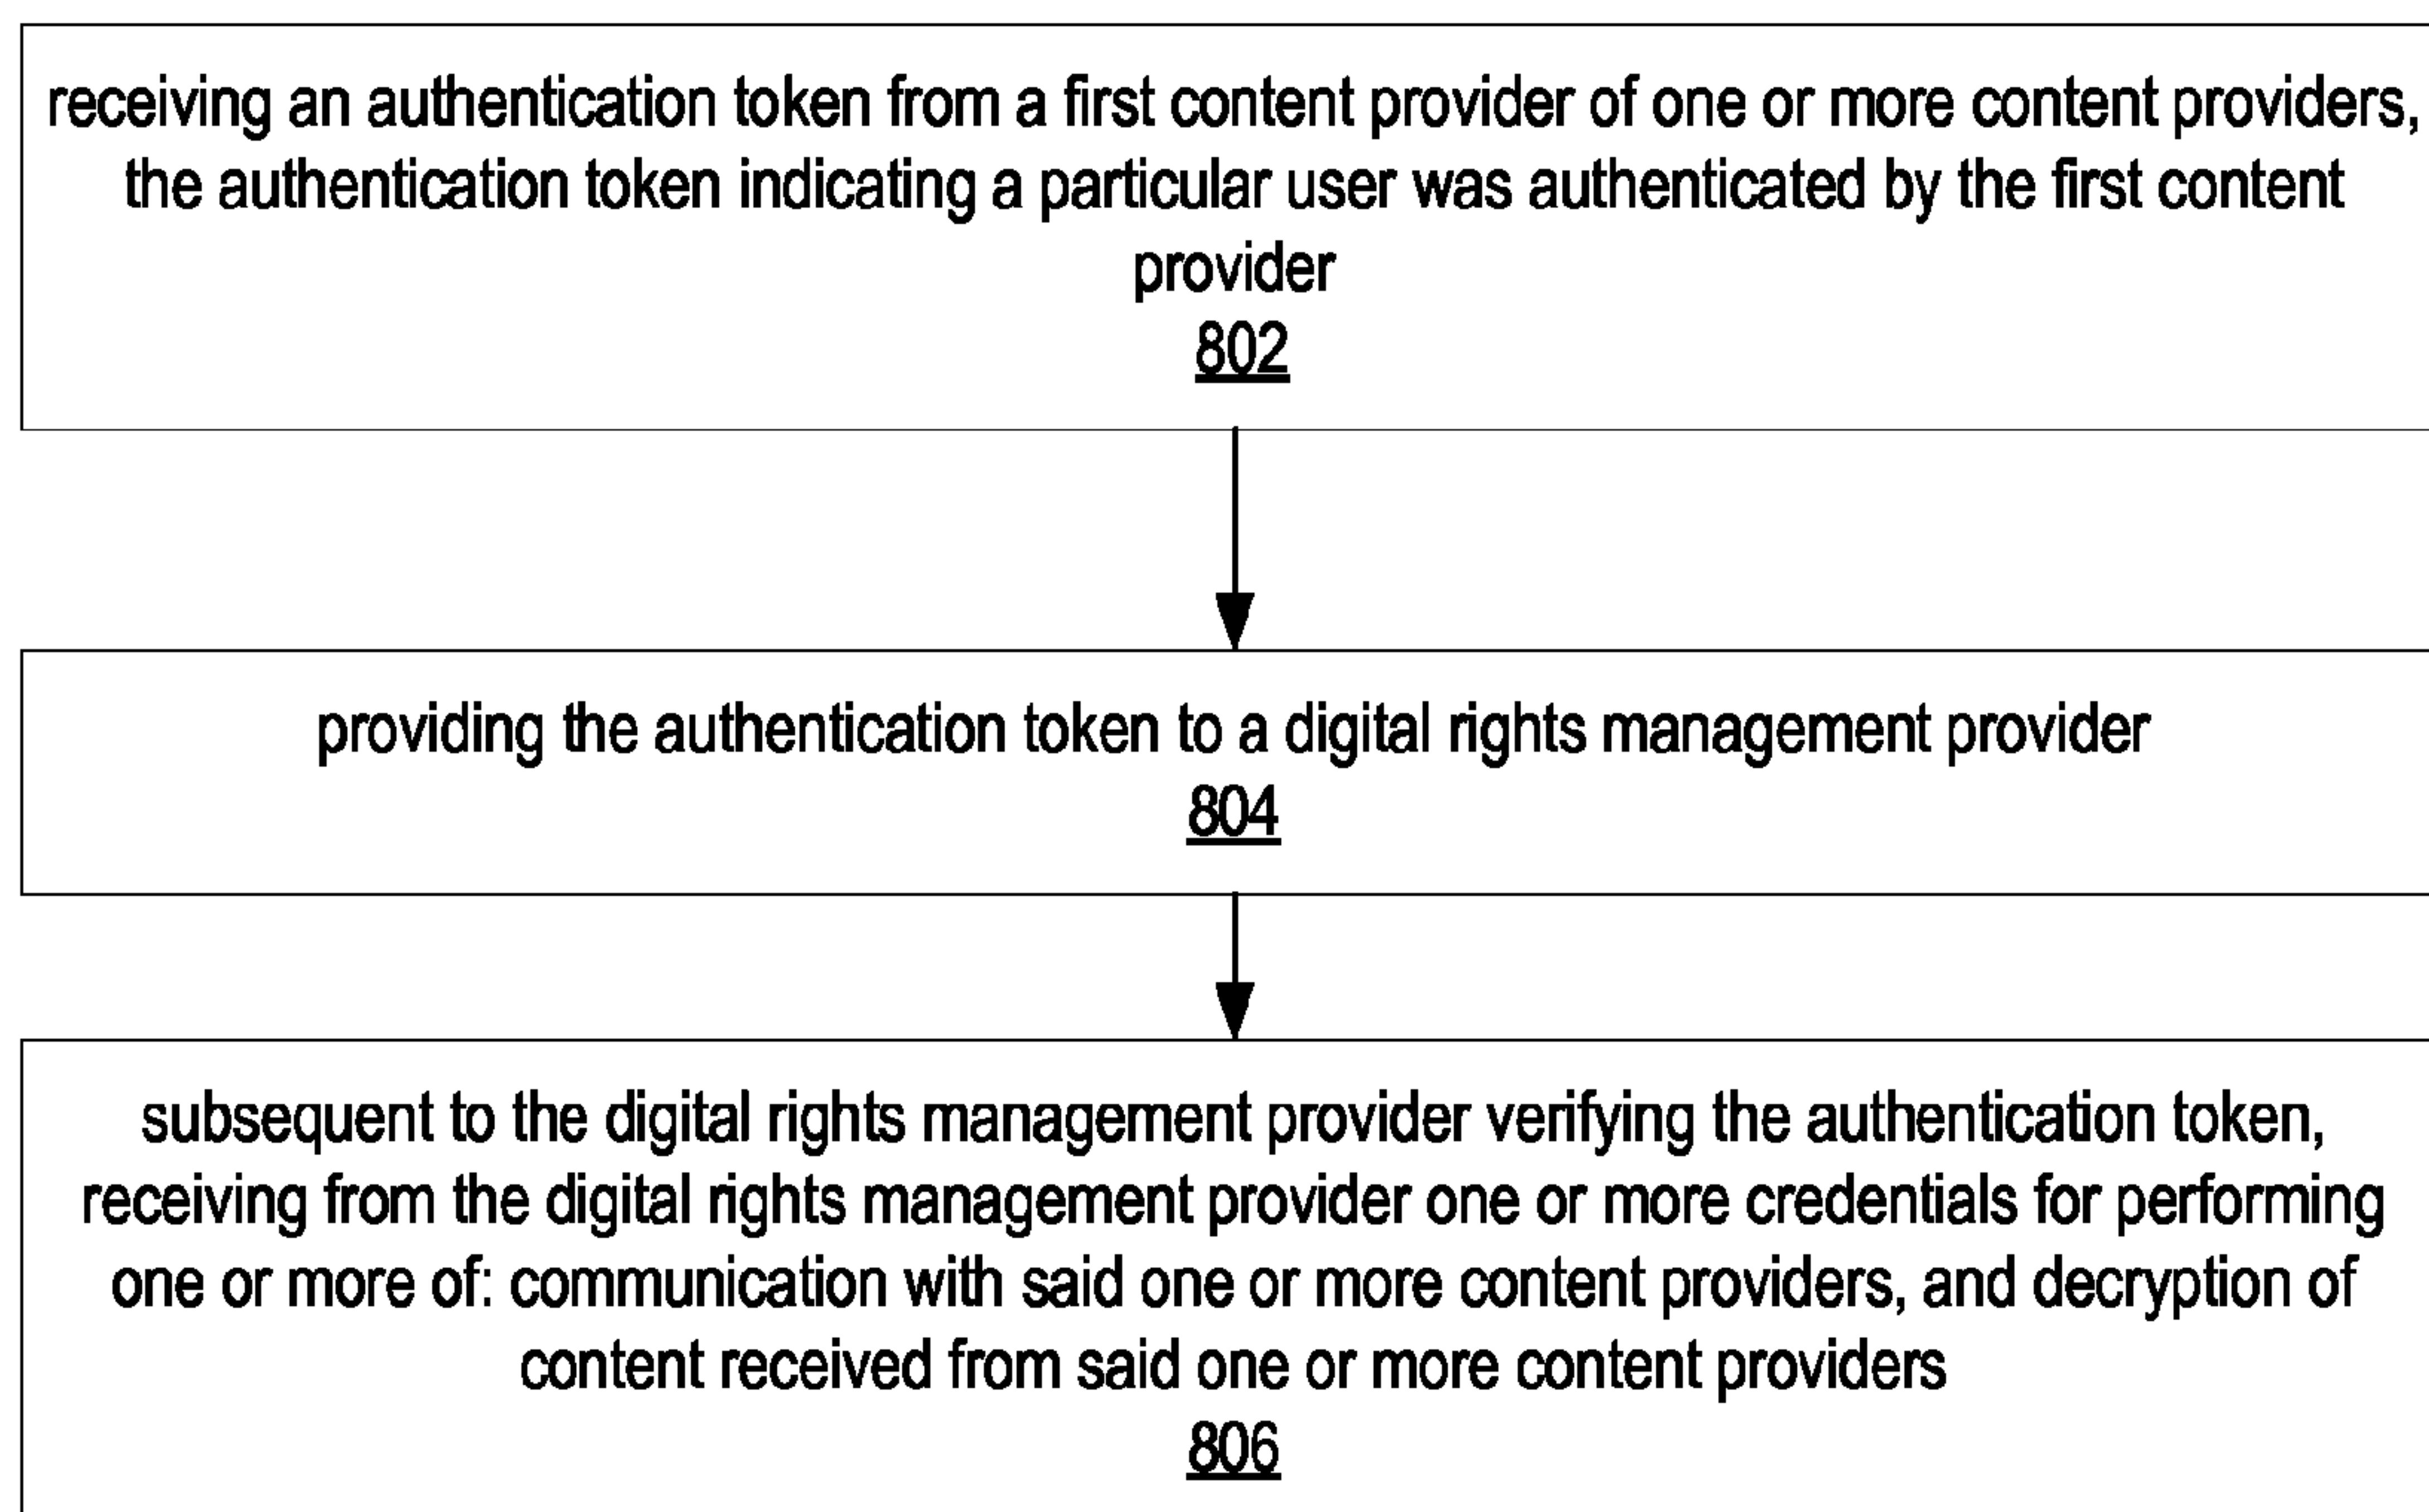 receiving an authentication token from a first content provider of one or more content providers,
the authentication token indicating a particular user was authenticated by the first content
provider
802
providing the authentication token to a digital rights management provider
804
subsequent to the digital rights management provider verifying the authentication token,
receiving from the digital rights management provider one or more credentials for performing
one or more of: communication with said one or more content providers, and decryption of
content received from said one or more content providers
806